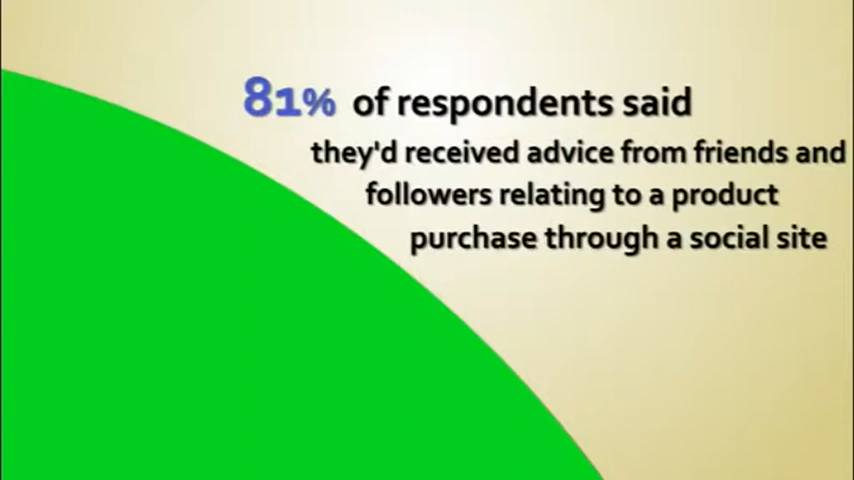 81% of respondents said
they'd received advice from friends and
followers relating to a product
purchase through a social site